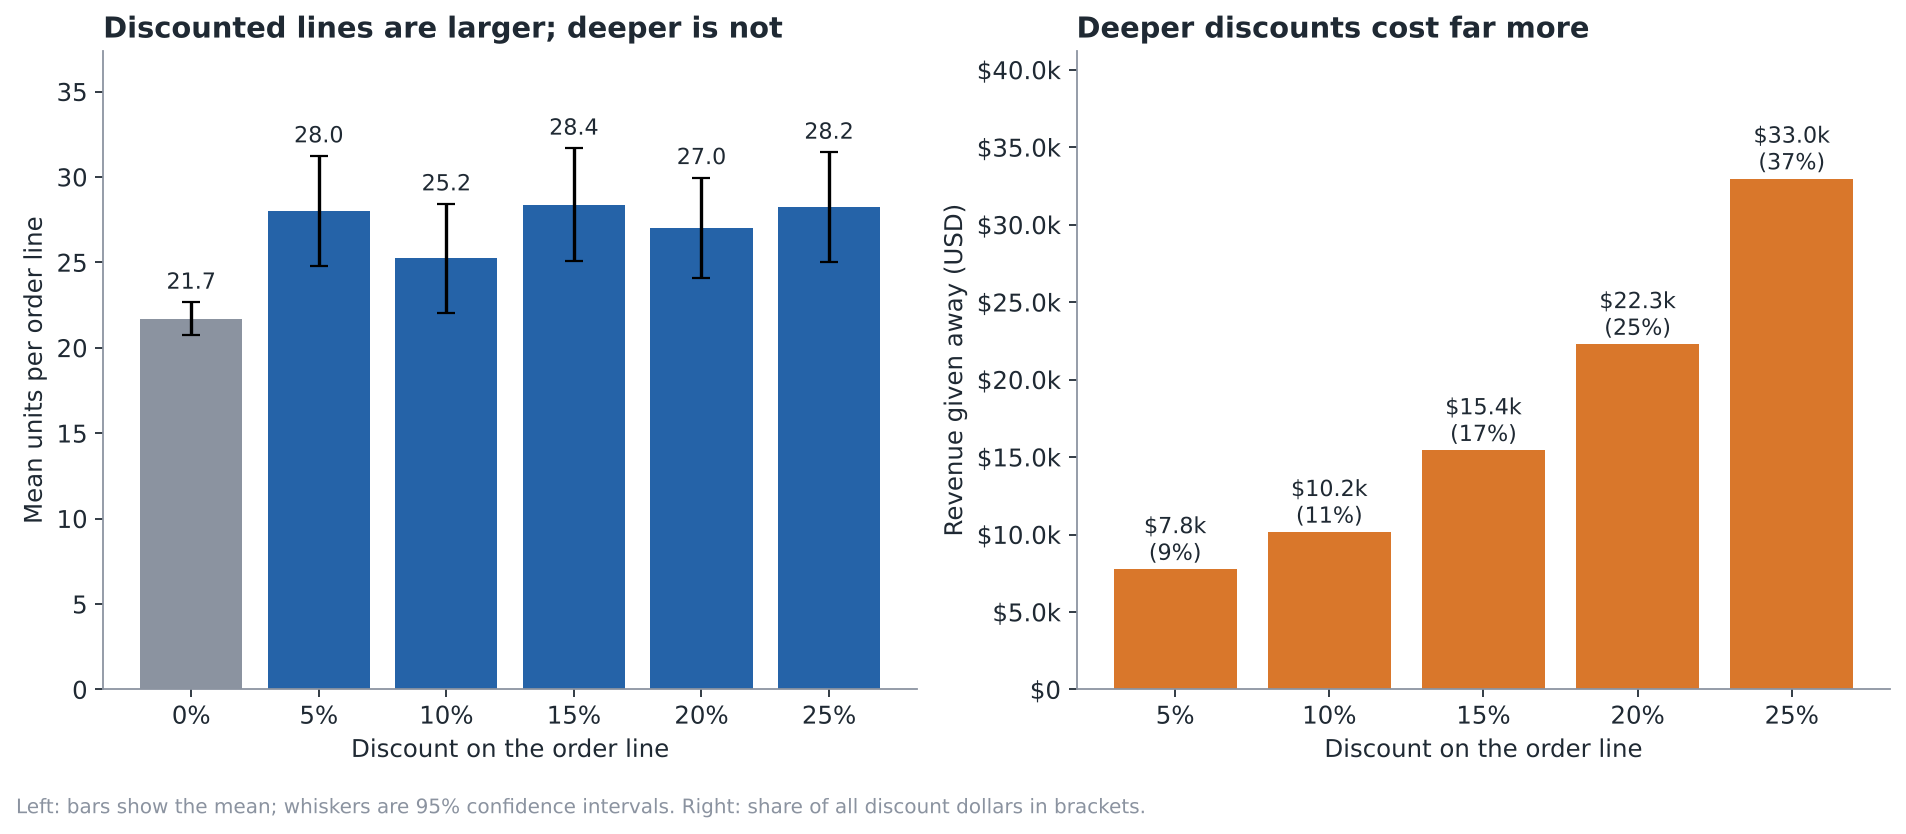 Discounted lines are larger; deeper is not
Mean units per order line
35
30
25
20
15
10
5
0
21.7
28.0
25.2
28.4
27.0
28.2
0%
5%
10%
15%
20%
25%
Discount on the order line
Deeper discounts cost far more
Revenue given away (USD)
$40.0k
$35.0k
$30.0k
$25.0k
$20.0k
$15.0k
$10.0k
$5.0k
$0
$7.8k
(9%)
$10.2k
(11%)
$15.4k
(17%)
$22.3k
(25%)
$33.0k
(37%)
5%
10%
15%
20%
25%
Discount on the order line
Left: bars show the mean; whiskers are 95% confidence intervals. Right: share of all discount dollars in brackets.